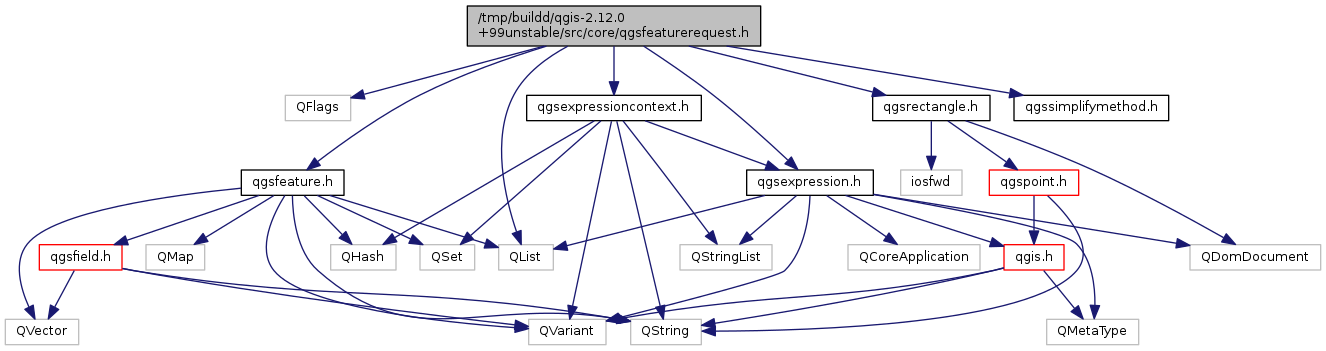 /tmp/buildd/qgis-2.12.0
+99unstable/src/core/qgsfeaturerequest.h
QFlags
qgsexpressioncontext.h
qgsrectangle.h
qgssimplifymethod.h
qgsfeature.h
qgsexpression.h
iosfwd
qgspoint.h
qgsfield.h
QMap
QHash
QSet
QList
QStringList
QCoreApplication
qgis.h
QDomDocument
QVector
QVariant
QString
QMetaType